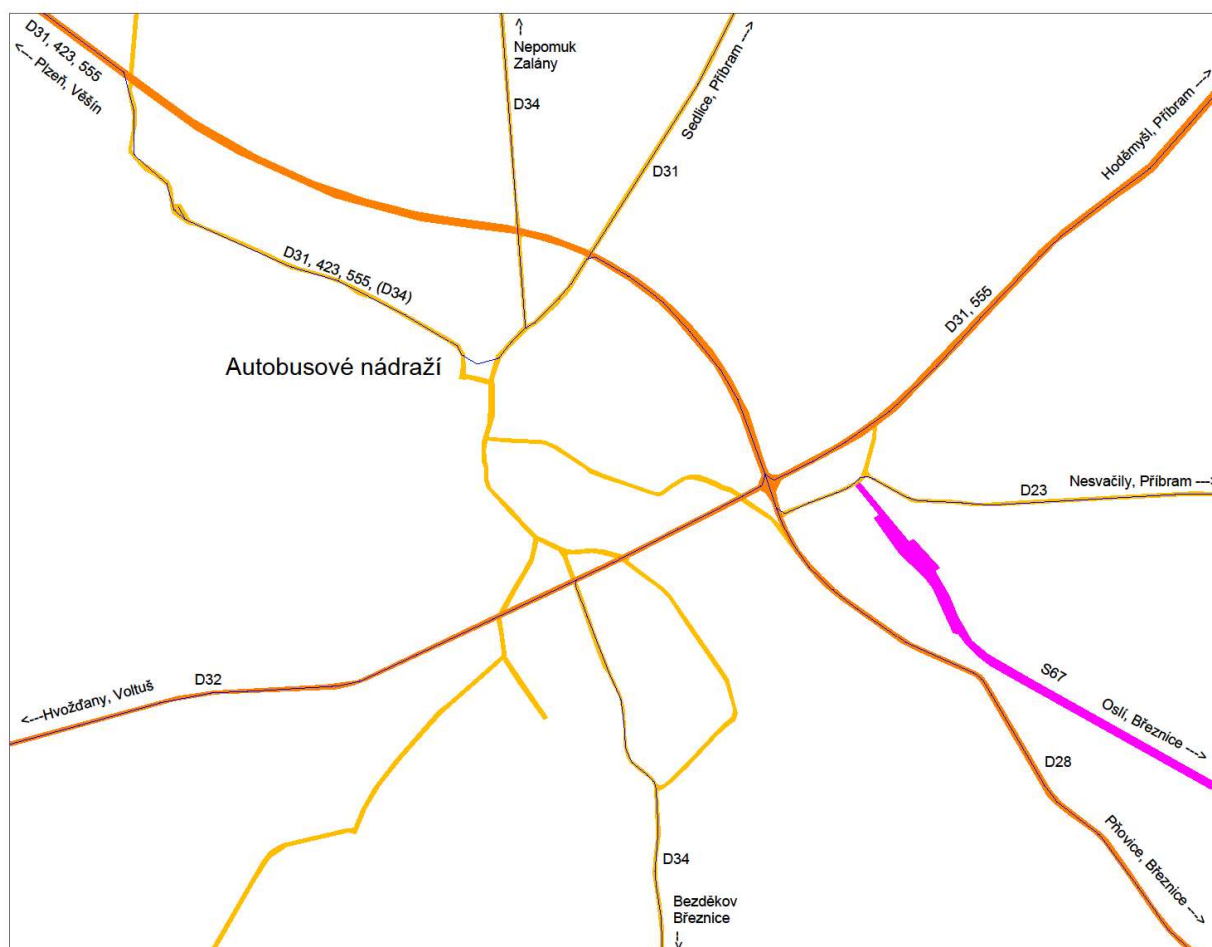 D31, 423, 555
<--- Plzeň, Věšín
<---
Nepomuk
Zalány
D34
Sedlice, Příbram --->
D31
Hoděmyšl, Příbram --->
D31, 555
D31, 423, 555, (D34)
Autobusové nádraží
Nesvačily, Příbram --->
D23
<---Hvožďany, Voltuš
D32
S67
Oslí, Březnice --->
D28
Pňovice, Březnice --->
D34
Bezděkov
Březnice
<---